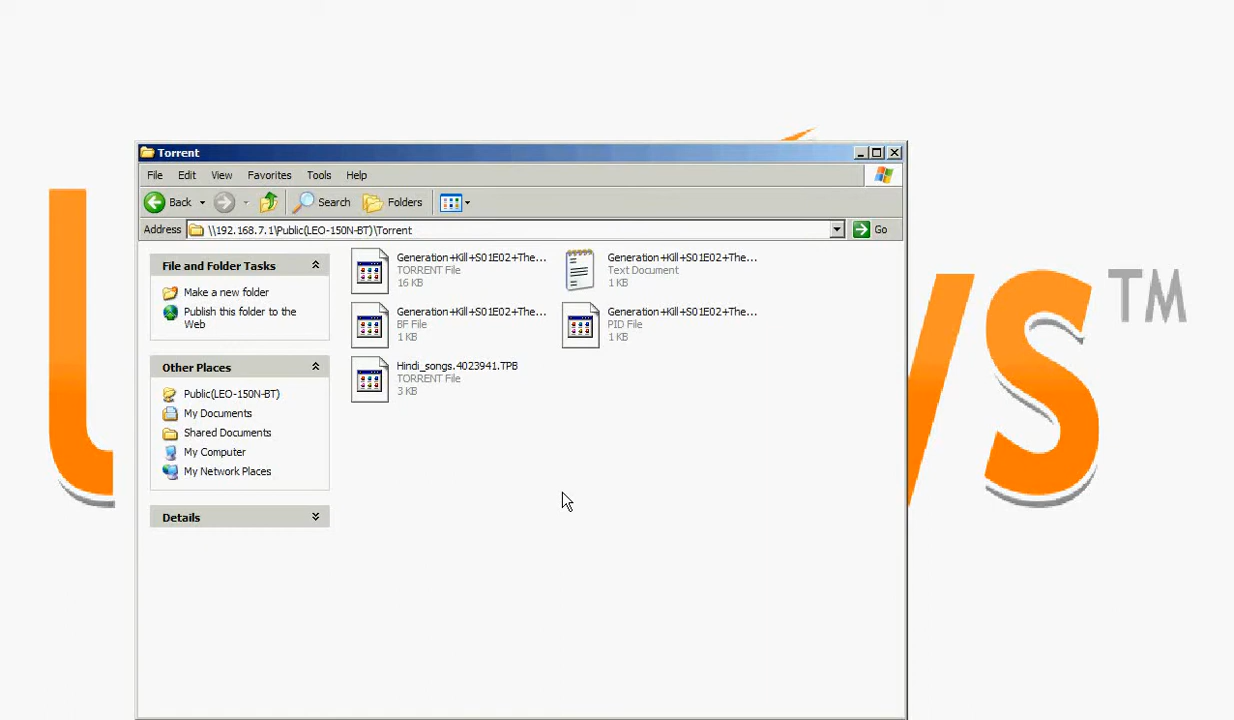 Torrent
File Edit View Favorites Tools Help
Back Search Folders
Address \\192.168.7.1\Public(LEO-150N-BT)\Torrent Go
File and Folder Tasks
Make a new folder
Publish this folder to the
Web
Other Places
Public(LEO-150N-BT)
My Documents
Shared Documents
My Computer
My Network Places
Details
Generation+Kill+S01E02+The...
TORRENT File
16 KB
Generation+Kill+S01E02+The...
Text Document
1 KB
Generation+Kill+S01E02+The...
BF File
1 KB
Generation+Kill+S01E02+The...
PID File
1 KB
Hindi_songs.4023941.TPB
TORRENT File
3 KB
TM